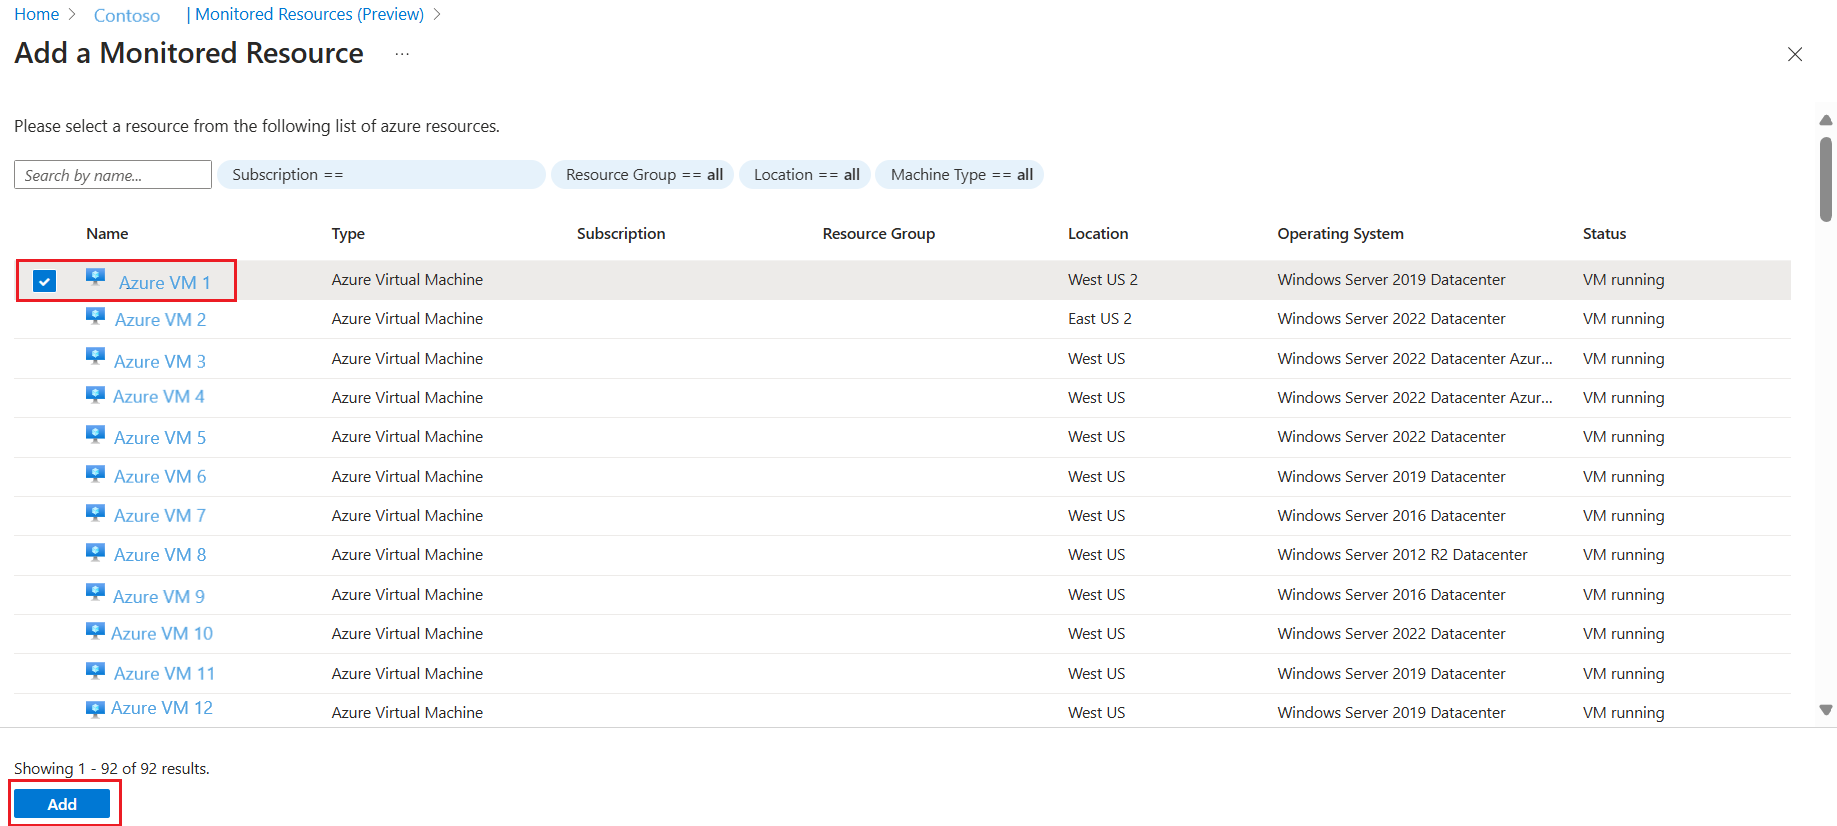 Home > Contoso | Monitored Resources (Preview) >
Add a Monitored Resource ...
Please select a resource from the following list of azure resources.
Search by name... Subscription == Resource Group == all Location == all Machine Type == all
Name Type Subscription Resource Group Location Operating System Status
Azure VM 1 Azure Virtual Machine West US 2 Windows Server 2019 Datacenter VM running
Azure VM 2 Azure Virtual Machine East US 2 Windows Server 2022 Datacenter VM running
Azure VM 3 Azure Virtual Machine West US Windows Server 2022 Datacenter Azur... VM running
Azure VM 4 Azure Virtual Machine West US Windows Server 2022 Datacenter Azur... VM running
Azure VM 5 Azure Virtual Machine West US Windows Server 2022 Datacenter VM running
Azure VM 6 Azure Virtual Machine West US Windows Server 2019 Datacenter VM running
Azure VM 7 Azure Virtual Machine West US Windows Server 2016 Datacenter VM running
Azure VM 8 Azure Virtual Machine West US Windows Server 2012 R2 Datacenter VM running
Azure VM 9 Azure Virtual Machine West US Windows Server 2016 Datacenter VM running
Azure VM 10 Azure Virtual Machine West US Windows Server 2022 Datacenter VM running
Azure VM 11 Azure Virtual Machine West US Windows Server 2019 Datacenter VM running
Azure VM 12 Azure Virtual Machine West US Windows Server 2019 Datacenter VM running
Showing 1 - 92 of 92 results.
Add